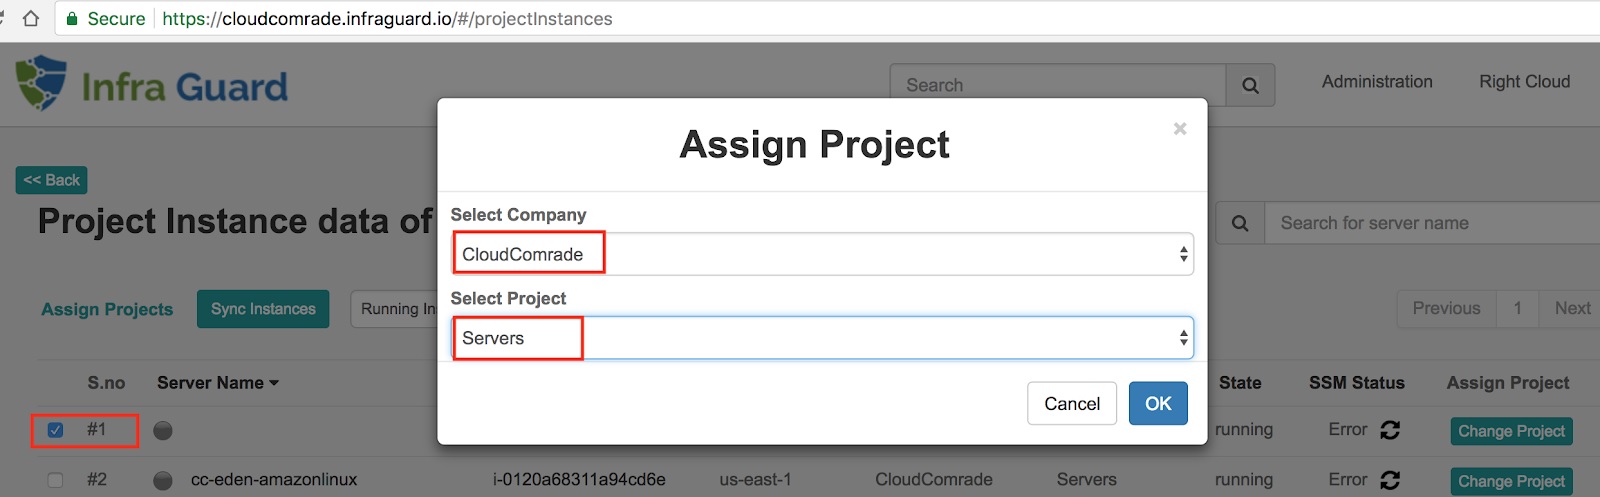 Secure https://cloudcomrade.infraguard.io/#/projectInstances
Infra Guard
Search
Administration
Right Cloud
Assign Project
×
<< Back
Project Instance data of
Search for server name
Select Company
CloudComrade
Select Project
Servers
Assign Projects
Sync Instances
Running In
Previous 1 Next
Cancel OK
S.no Server Name State SSM Status Assign Project
#1 running Error Change Project
#2 cc-eden-amazonlinux i-0120a68311a94cd6e us-east-1 CloudComrade Servers running Error Change Project